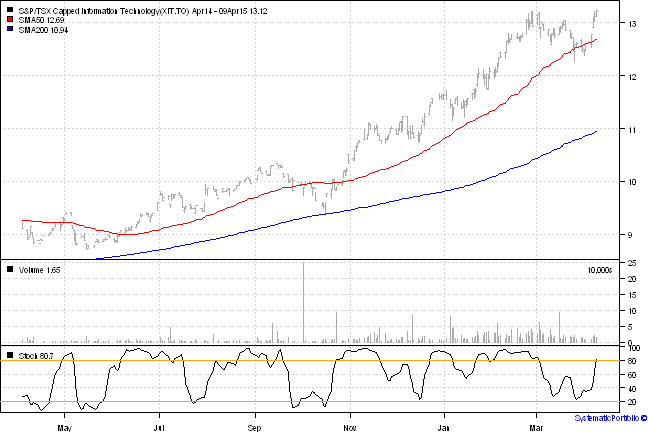 S&P/TSX Capped Information Technology(XIT.TO) Apr14 - 09Apr15 13.12
SMA50 12.69
SMA200 10.94
13
12
11
10
9
Volume 1.65
10,000s
25
20
15
10
5
0
Stoch 80.7
100
80
60
40
20
May
Jul
Sep
Nov
Jan
Mar
SystematicPortfolio ©